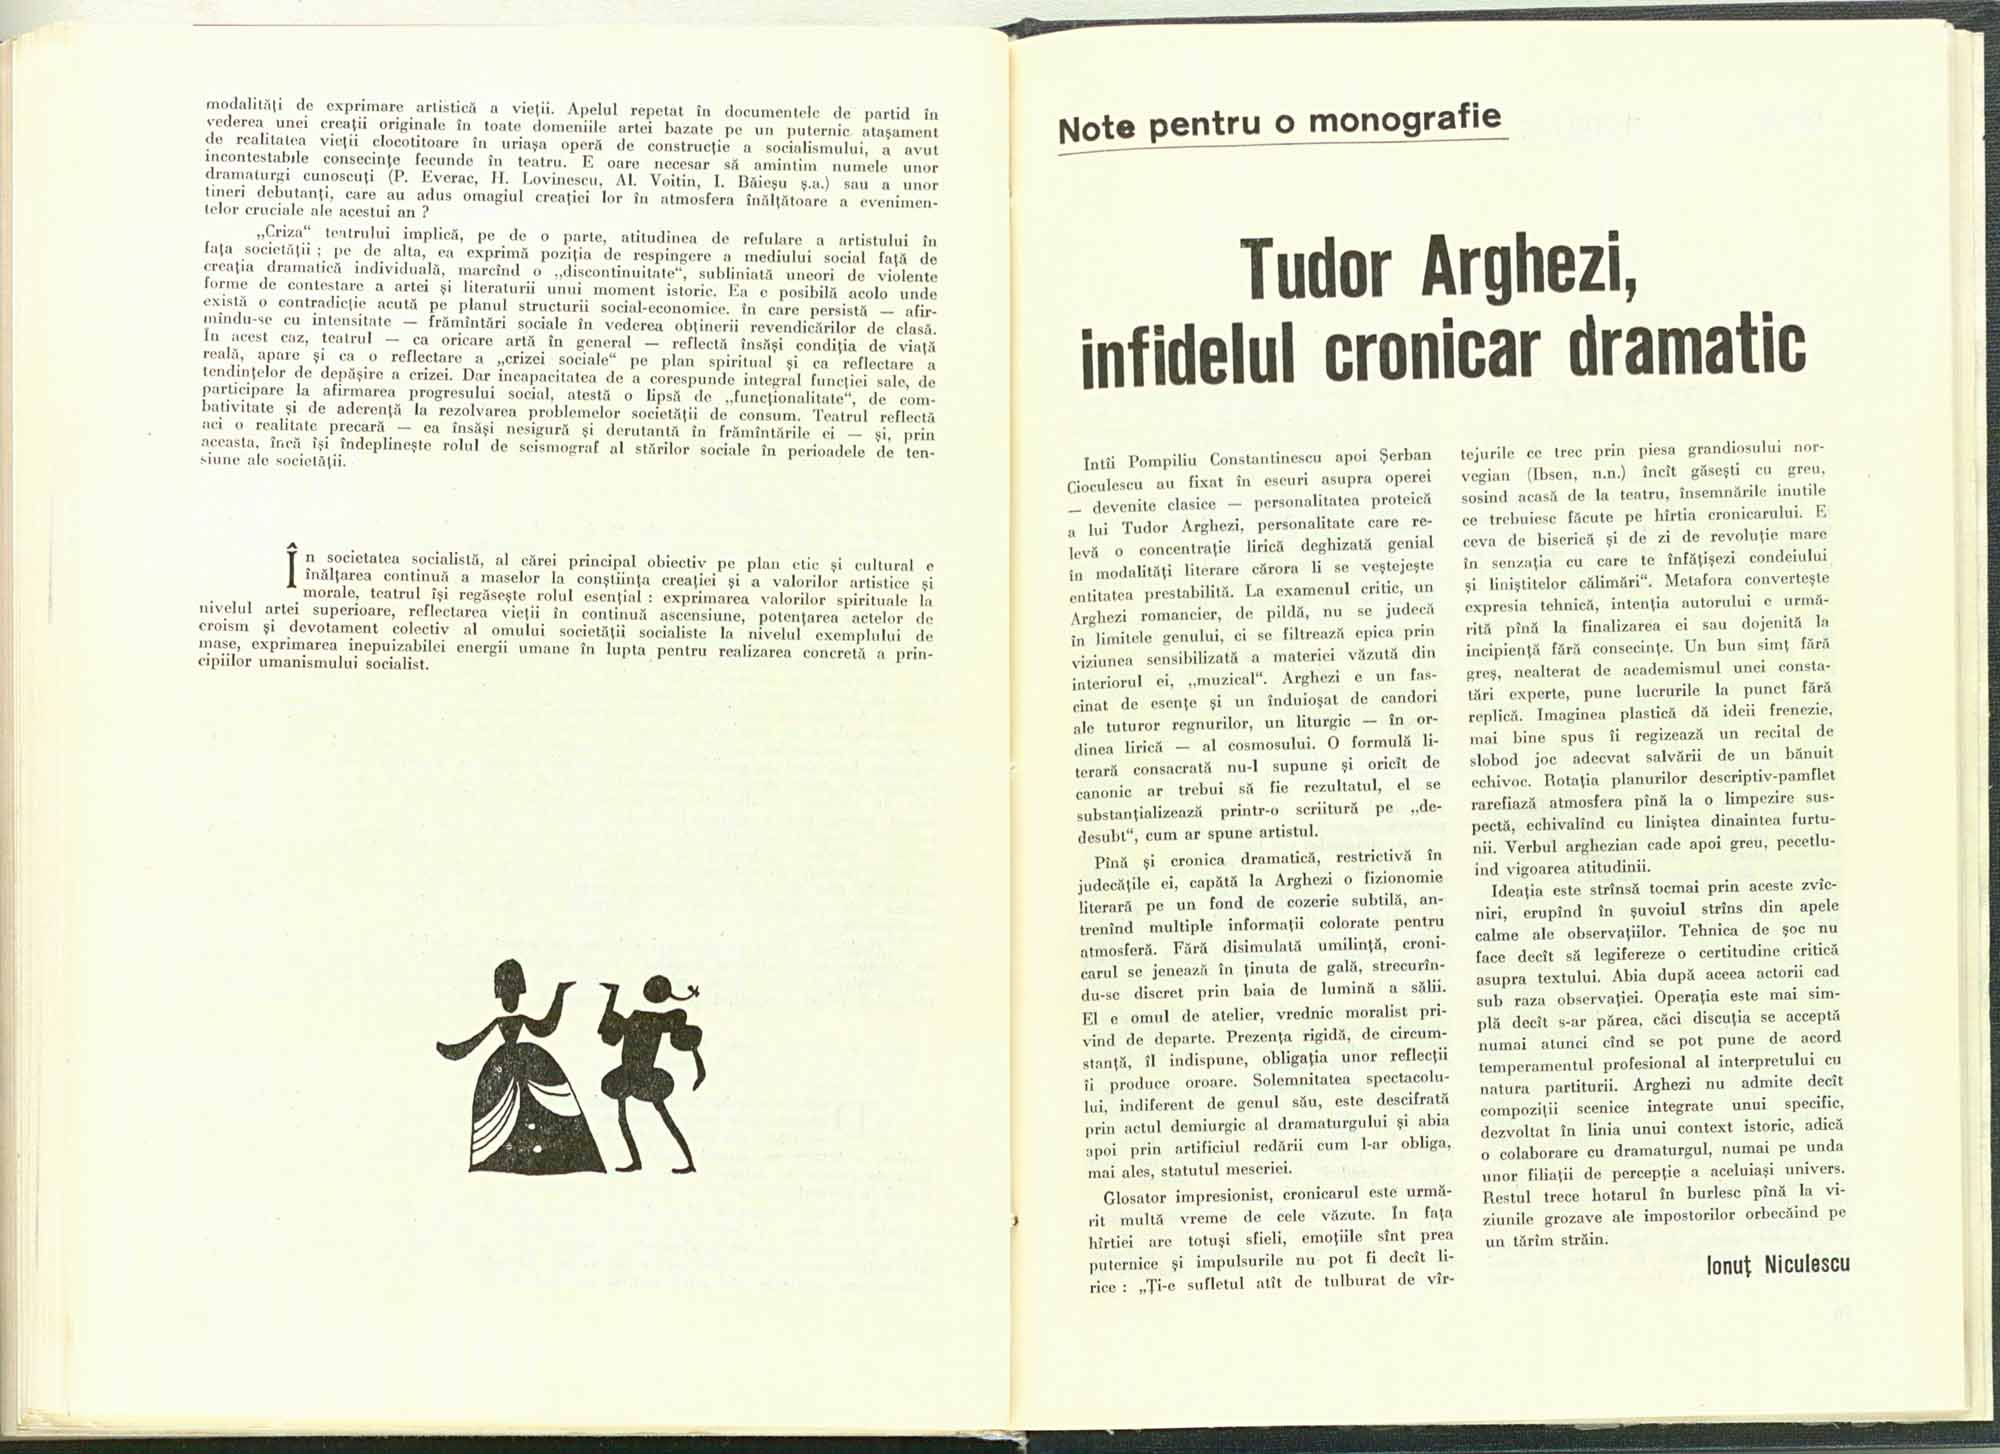 modalități de exprimare artistică a vieții. Apelul repetat în documentele de partid în
vederea unei creații originale în toate domeniile artei bazate pe un puternic atașament
de realitatea vieții clocotitoare în uriașa operă de construcție a socialismului, a avut
incontestabile consecințe fecunde în teatru. E oare necesar să amintim numele unor
dramaturgi cunoscuți (P. Everac, H. Lovinescu, Al. Voitin, I. Băieșu ș.a.) sau a unor
tineri debutanți, care au adus omagiul creației lor în atmosfera înălțătoare a evenimen-
telor cruciale ale acestui an ?
„Criza“ teatrului implică, pe de o parte, atitudinea de refulare a artistului în
fața societății ; pe de alta, ea exprimă poziția de respingere a mediului social față de
creația dramatică individuală, marcînd o „discontinuitate“, subliniată uneori de violente
forme de contestare a artei și literaturii unui moment istoric. Ea e posibilă acolo unde
există o contradicție acută pe planul structurii social-economice. în care persistă — afir-
mîndu-se cu intensitate — frămîntări sociale în vederea obținerii revendicărilor de clasă.
In acest caz, teatrul — ca oricare artă în general — reflectă însăși condiția de viață
reală, apare și ca o reflectare a „crizei sociale“ pe plan spiritual și ca reflectare a
tendințelor de depășire a crizei. Dar incapacitatea de a corespunde integral funcției sale, de
participare la afirmarea progresului social, atestă o lipsă de „funcționalitate“, de com-
bativitate și de aderență la rezolvarea problemelor societății de consum. Teatrul reflectă
aci o realitate precară — ea însăși nesigură și derutantă în frămîntările ei — și, prin
aceasta, încă își îndeplinește rolul de seismograf al stărilor sociale în perioadele de ten-
siune ale societății.
În societatea socialistă, al cărei principal obiectiv pe plan etic și cultural e
înălțarea continuă a maselor la conștiința creației și a valorilor artistice și
morale, teatrul își regăsește rolul esențial : exprimarea valorilor spirituale la
nivelul artei superioare, reflectarea vieții în continuă ascensiune, potențarea actelor de
eroism și devotament colectiv al omului societății socialiste la nivelul exemplului de
mase, exprimarea inepuizabilei energii umane în lupta pentru realizarea concretă a prin-
cipiilor umanismului socialist.
Note pentru o monografie
Tudor Arghezi,
infidelul cronicar dramatic
Intîi Pompiliu Constantinescu apoi Șerban
Cioculescu au fixat în escuri asupra operei
— devenite clasice — personalitatea proteică
a lui Tudor Arghezi, personalitate care re-
levă o concentrație lirică deghizată genial
în modalități literare cărora li se veștejește
entitatea prestabilită. La examenul critic, un
Arghezi romancier, de pildă, nu se judecă
în limitele genului, ci se filtrează epica prin
viziunea sensibilizată a materiei văzută din
interiorul ei, „muzical“. Arghezi e un fas-
cinat de esențe și un înduioșat de candori
ale tuturor regnurilor, un liturgic — în or-
dinea lirică — al cosmosului. O formulă li-
terară consacrată nu-l supune și oricît de
canonic ar trebui să fie rezultatul, el se
substanțializează printr-o scriitură pe „de-
desubt“, cum ar spune artistul.
Pînă și cronica dramatică, restrictivă în
judecățile ei, capătă la Arghezi o fizionomie
literară pe un fond de cozerie subtilă, an-
trenînd multiple informații colorate pentru
atmosferă. Fără disimulată umilință, croni-
carul se jenează în ținuta de gală, strecurîn-
du-se discret prin baia de lumină a sălii.
El e omul de atelier, vrednic moralist pri-
vind de departe. Prezența rigidă, de circum-
stanță, îl indispune, obligația unor reflecții
îi produce oroare. Solemnitatea spectacolu-
lui, indiferent de genul său, este descifrată
prin actul demiurgic al dramaturgului și abia
apoi prin artificiul redării cum l-ar obliga,
mai ales, statutul meseriei.
Glosator impresionist, cronicarul este urmă-
rit multă vreme de cele văzute. În fața
hîrtiei are totuși sfieli, emoțiile sînt prea
puternice și impulsurile nu pot fi decît li-
rice : „Ți-e sufletul atît de tulburat de vîr-
tejurile ce trec prin piesa grandiosului nor-
vegian (Ibsen, n.n.) încît găsești cu greu,
sosind acasă de la teatru, însemnările inutile
ce trebuiesc făcute pe hîrtia cronicarului. E
ceva de biserică și de zi de revoluție mare
în senzația cu care te înfățișezi condeiului
și liniștitelor călimări“. Metafora convertește
expresia tehnică, intenția autorului e urmă-
rită pînă la finalizarea ei sau dojenită la
incipiență fără consecințe. Un bun simț fără
greș, nealterat de academismul unei consta-
tări experte, pune lucrurile la punct fără
replică. Imaginea plastică dă ideii frenezie,
mai bine spus îi regizează un recital de
slobod joc adecvat salvării de un bănuit
echivoc. Rotația planurilor descriptiv-pamflet
rarefiază atmosfera pînă la o limpezire sus-
pectă, echivalînd cu liniștea dinaintea furtu-
nii. Verbul arghezian cade apoi greu, pecetlu-
ind vigoarea atitudinii.
Ideația este strînsă tocmai prin aceste zvîc-
niri, erupînd în șuvoiul strîns din apele
calme ale observațiilor. Tehnica de șoc nu
face decît să legifereze o certitudine critică
asupra textului. Abia după aceea actorii cad
sub raza observației. Operația este mai sim-
plă decît s-ar părea, căci discuția se acceptă
numai atunci cînd se pot pune de acord
temperamentul profesional al interpretului cu
natura partiturii. Arghezi nu admite decît
compoziții scenice integrate unui specific,
dezvoltat în linia unui context istoric, adică
o colaborare cu dramaturgul, numai pe unda
unor filiații de percepție a aceluiași univers.
Restul trece hotarul în burlesc pînă la vi-
ziunile grozave ale impostorilor orbecăind pe
un tărîm străin.
Ionuț Niculescu